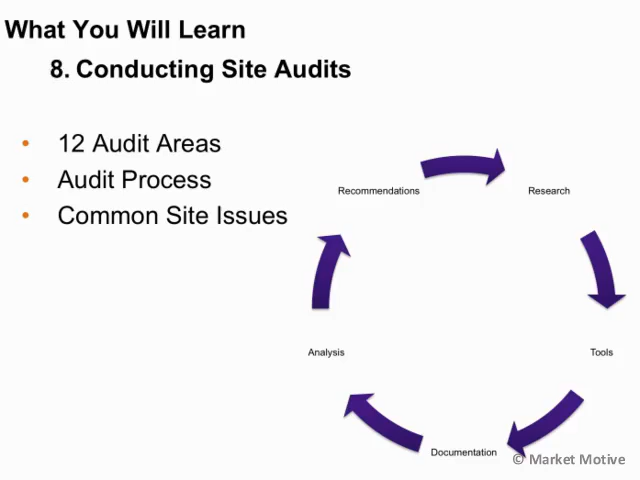 What You Will Learn
8. Conducting Site Audits
• 12 Audit Areas
• Audit Process
• Common Site Issues
Recommendations
Research
Analysis
Tools
Documentation
© Market Motive